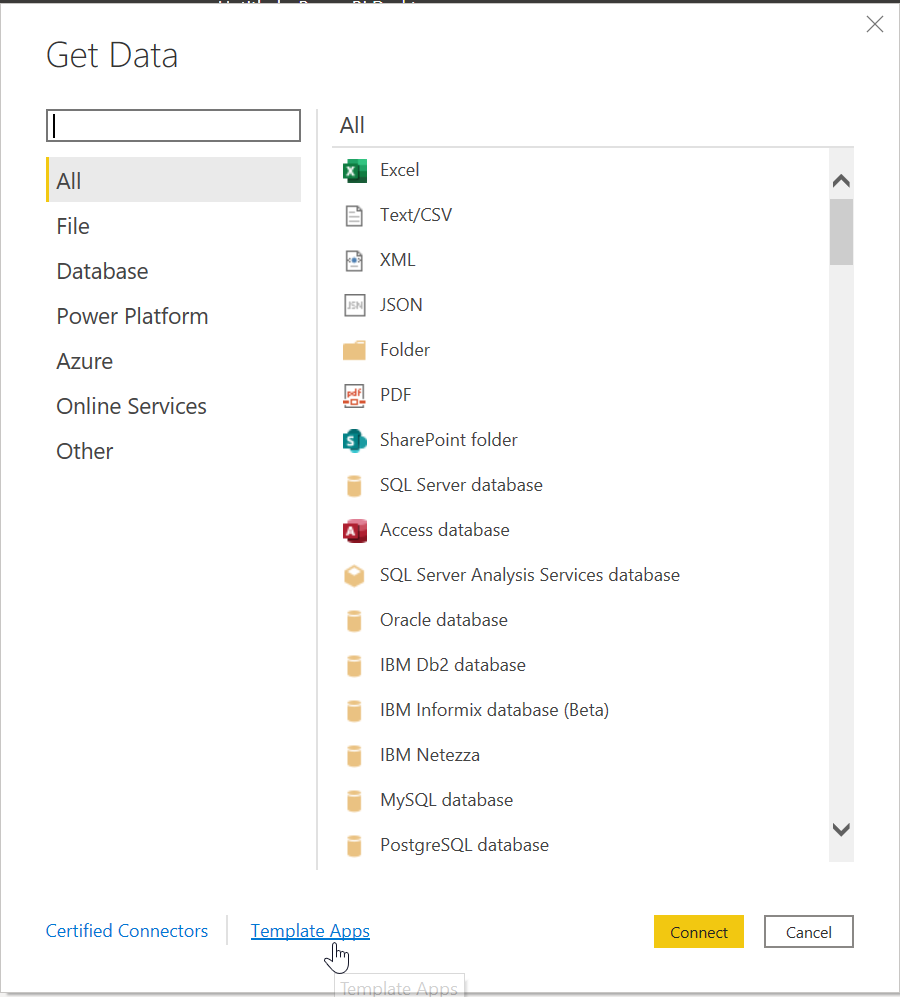 Get Data
All
File
Database
Power Platform
Azure
Online Services
Other
All
Excel
Text/CSV
XML
JSON
Folder
PDF
SharePoint folder
SQL Server database
Access database
SQL Server Analysis Services database
Oracle database
IBM Db2 database
IBM Informix database (Beta)
IBM Netezza
MySQL database
PostgreSQL database
Certified Connectors
Template Apps
Connect
Cancel
Template Apps